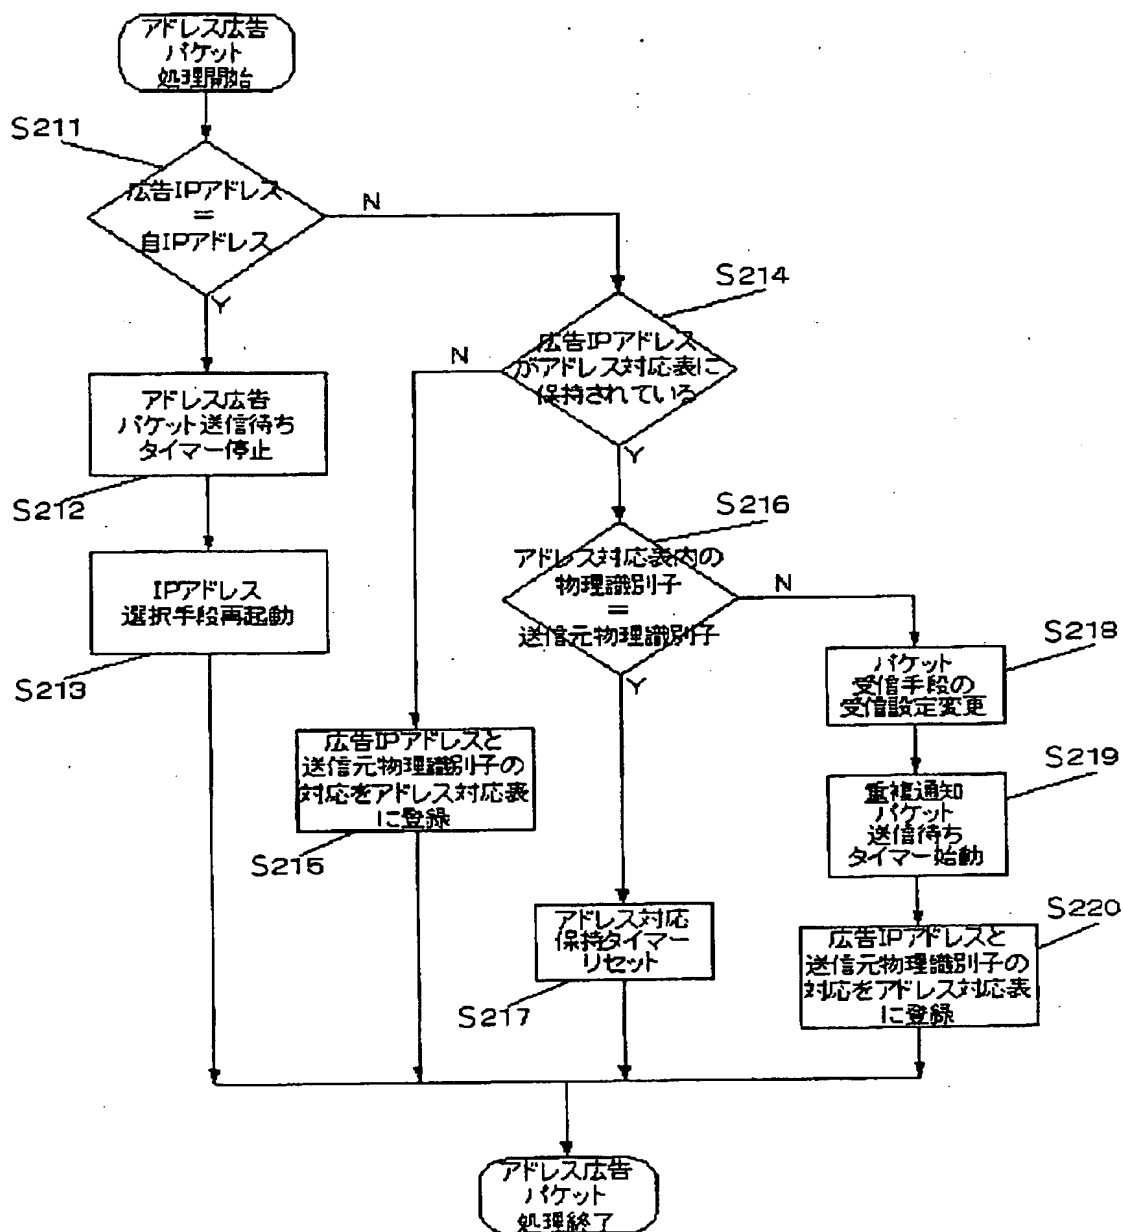 アドレス広告
パケット
処理開始
S211
広告IPアドレス
=
自IPアドレス
N
Y
S214
広告IPアドレス
がアドレス対応表に
保持されている
N
Y
アドレス広告
パケット送信待ち
タイマー停止
S212
S216
アドレス対応表内の
物理識別子
=
送信元物理識別子
N
Y
IPアドレス
選択手段再起動
S213
S218
パケット
受信手段の
受信設定変更
広告IPアドレスと
送信元物理識別子の
対応をアドレス対応表
に登録
S215
S219
重複通知
パケット
送信待ち
タイマー始動
アドレス対応
保持タイマー
リセット
S217
S220
広告IPアドレスと
送信元物理識別子の
対応をアドレス対応表
に登録
アドレス広告
パケット
処理終了